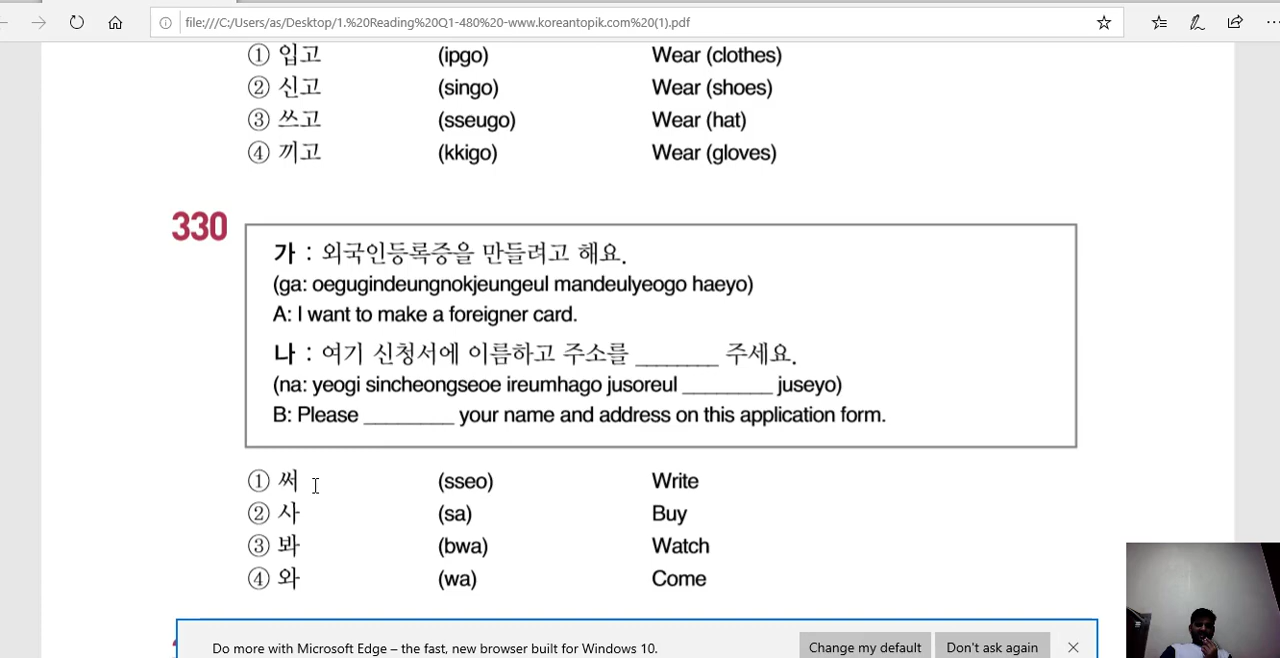 file:///C:/Users/as/Desktop/1.%20Reading%20Q1-480%20-www.koreantopik.com%20(1).pdf
① 입고 (ipgo) Wear (clothes)
② 신고 (singo) Wear (shoes)
③ 쓰고 (sseugo) Wear (hat)
④ 끼고 (kkigo) Wear (gloves)
330
가 : 외국인등록증을 만들려고 해요.
(ga: oegugindeungnokjeungeul mandeulyeogo haeyo)
A: I want to make a foreigner card.
나 : 여기 신청서에 이름하고 주소를 _______ 주세요.
(na: yeogi sincheongseoe ireumhago jusoreul ________ juseyo)
B: Please ________ your name and address on this application form.
① 써 (sseo) Write
② 사 (sa) Buy
③ 봐 (bwa) Watch
④ 와 (wa) Come
Do more with Microsoft Edge – the fast, new browser built for Windows 10. Change my default Don't ask again